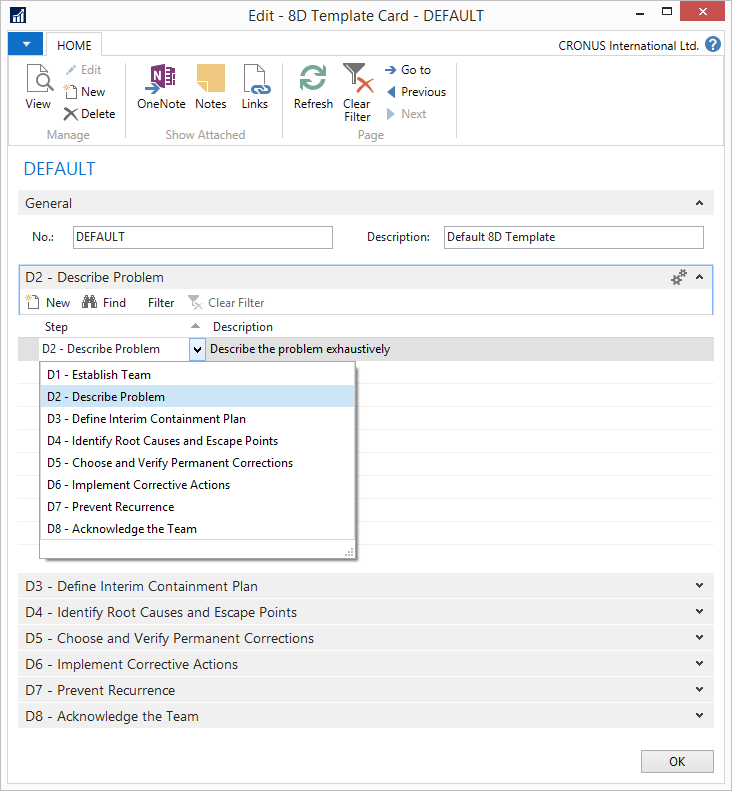 Edit - 8D Template Card - DEFAULT
HOME
CRONUS International Ltd. ?
View
Edit
New
Delete
Manage
OneNote
Notes
Links
Show Attached
Refresh
Clear Filter
Go to
Previous
Next
Page
DEFAULT
General
No.: DEFAULT Description: Default 8D Template
D2 - Describe Problem
New Find Filter Clear Filter
Step Description
D2 - Describe Problem Describe the problem exhaustively
D1 - Establish Team
D2 - Describe Problem
D3 - Define Interim Containment Plan
D4 - Identify Root Causes and Escape Points
D5 - Choose and Verify Permanent Corrections
D6 - Implement Corrective Actions
D7 - Prevent Recurrence
D8 - Acknowledge the Team
D3 - Define Interim Containment Plan
D4 - Identify Root Causes and Escape Points
D5 - Choose and Verify Permanent Corrections
D6 - Implement Corrective Actions
D7 - Prevent Recurrence
D8 - Acknowledge the Team
OK